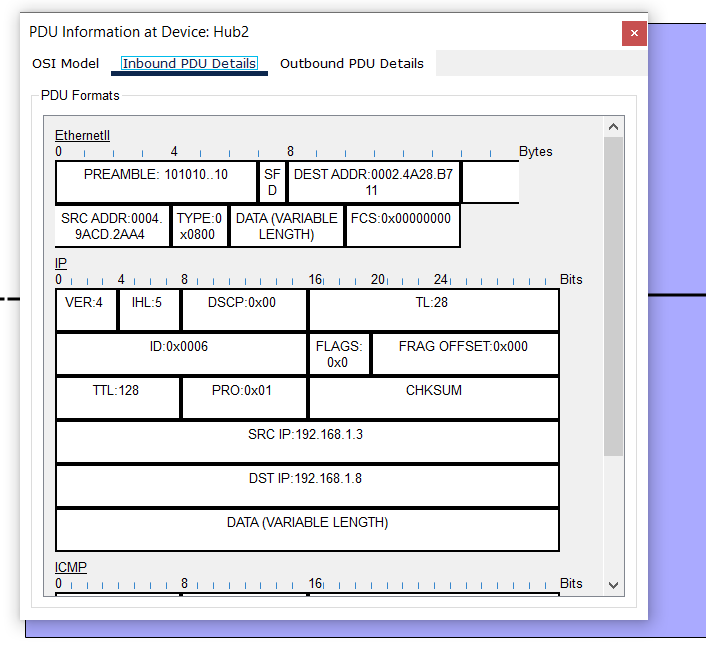 PDU Information at Device: Hub2
×
OSI Model Inbound PDU Details Outbound PDU Details
PDU Formats
EthernetII
0 4 8 Bytes
PREAMBLE: 101010..10
SF
D
DEST ADDR:0002.4A28.B7
11
SRC ADDR:0004.
9ACD.2AA4
TYPE:0
x0800
DATA (VARIABLE
LENGTH)
FCS:0x00000000
IP
0 4 8 16 20 24 Bits
VER:4 IHL:5 DSCP:0x00 TL:28
ID:0x0006
FLAGS:
0x0
FRAG OFFSET:0x000
TTL:128 PRO:0x01 CHKSUM
SRC IP:192.168.1.3
DST IP:192.168.1.8
DATA (VARIABLE LENGTH)
ICMP
0 8 16 Bits